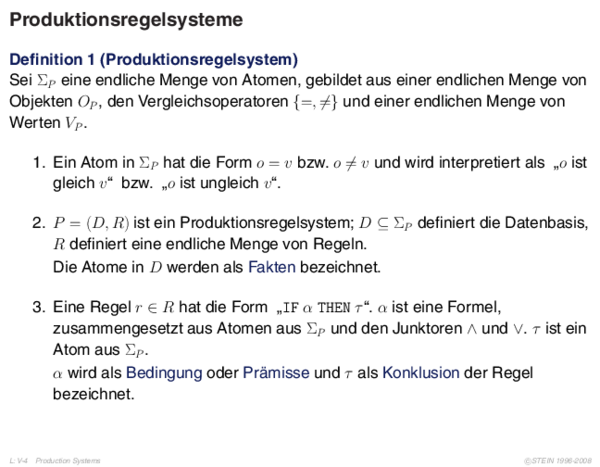 Produktionsregelsysteme
Definition 1 (Produktionsregelsystem)
Sei Σ_P eine endliche Menge von Atomen, gebildet aus einer endlichen Menge von
Objekten O_P, den Vergleichsoperatoren {=, ≠} und einer endlichen Menge von
Werten V_P.
1. Ein Atom in Σ_P hat die Form o = v bzw. o ≠ v und wird interpretiert als „o ist
gleich v“ bzw. „o ist ungleich v“.
2. P = (D, R) ist ein Produktionsregelsystem; D ⊆ Σ_P definiert die Datenbasis,
R definiert eine endliche Menge von Regeln.
Die Atome in D werden als Fakten bezeichnet.
3. Eine Regel r ∈ R hat die Form „IF α THEN τ“. α ist eine Formel,
zusammengesetzt aus Atomen aus Σ_P und den Junktoren ∧ und ∨. τ ist ein
Atom aus Σ_P.
α wird als Bedingung oder Prämisse und τ als Konklusion der Regel
bezeichnet.
L: V-4 Production Systems
©STEIN 1996-2008